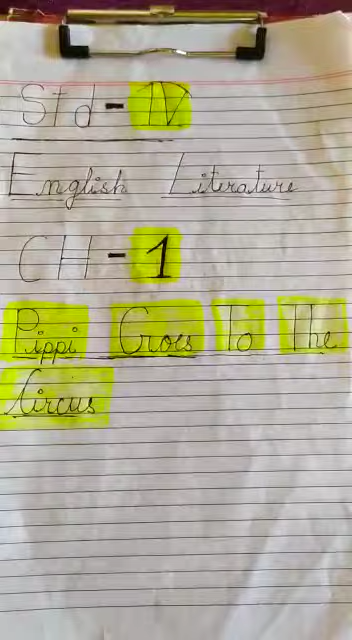 Std - IV
English Literature
CH - 1
Pippi Goes To The
Circus